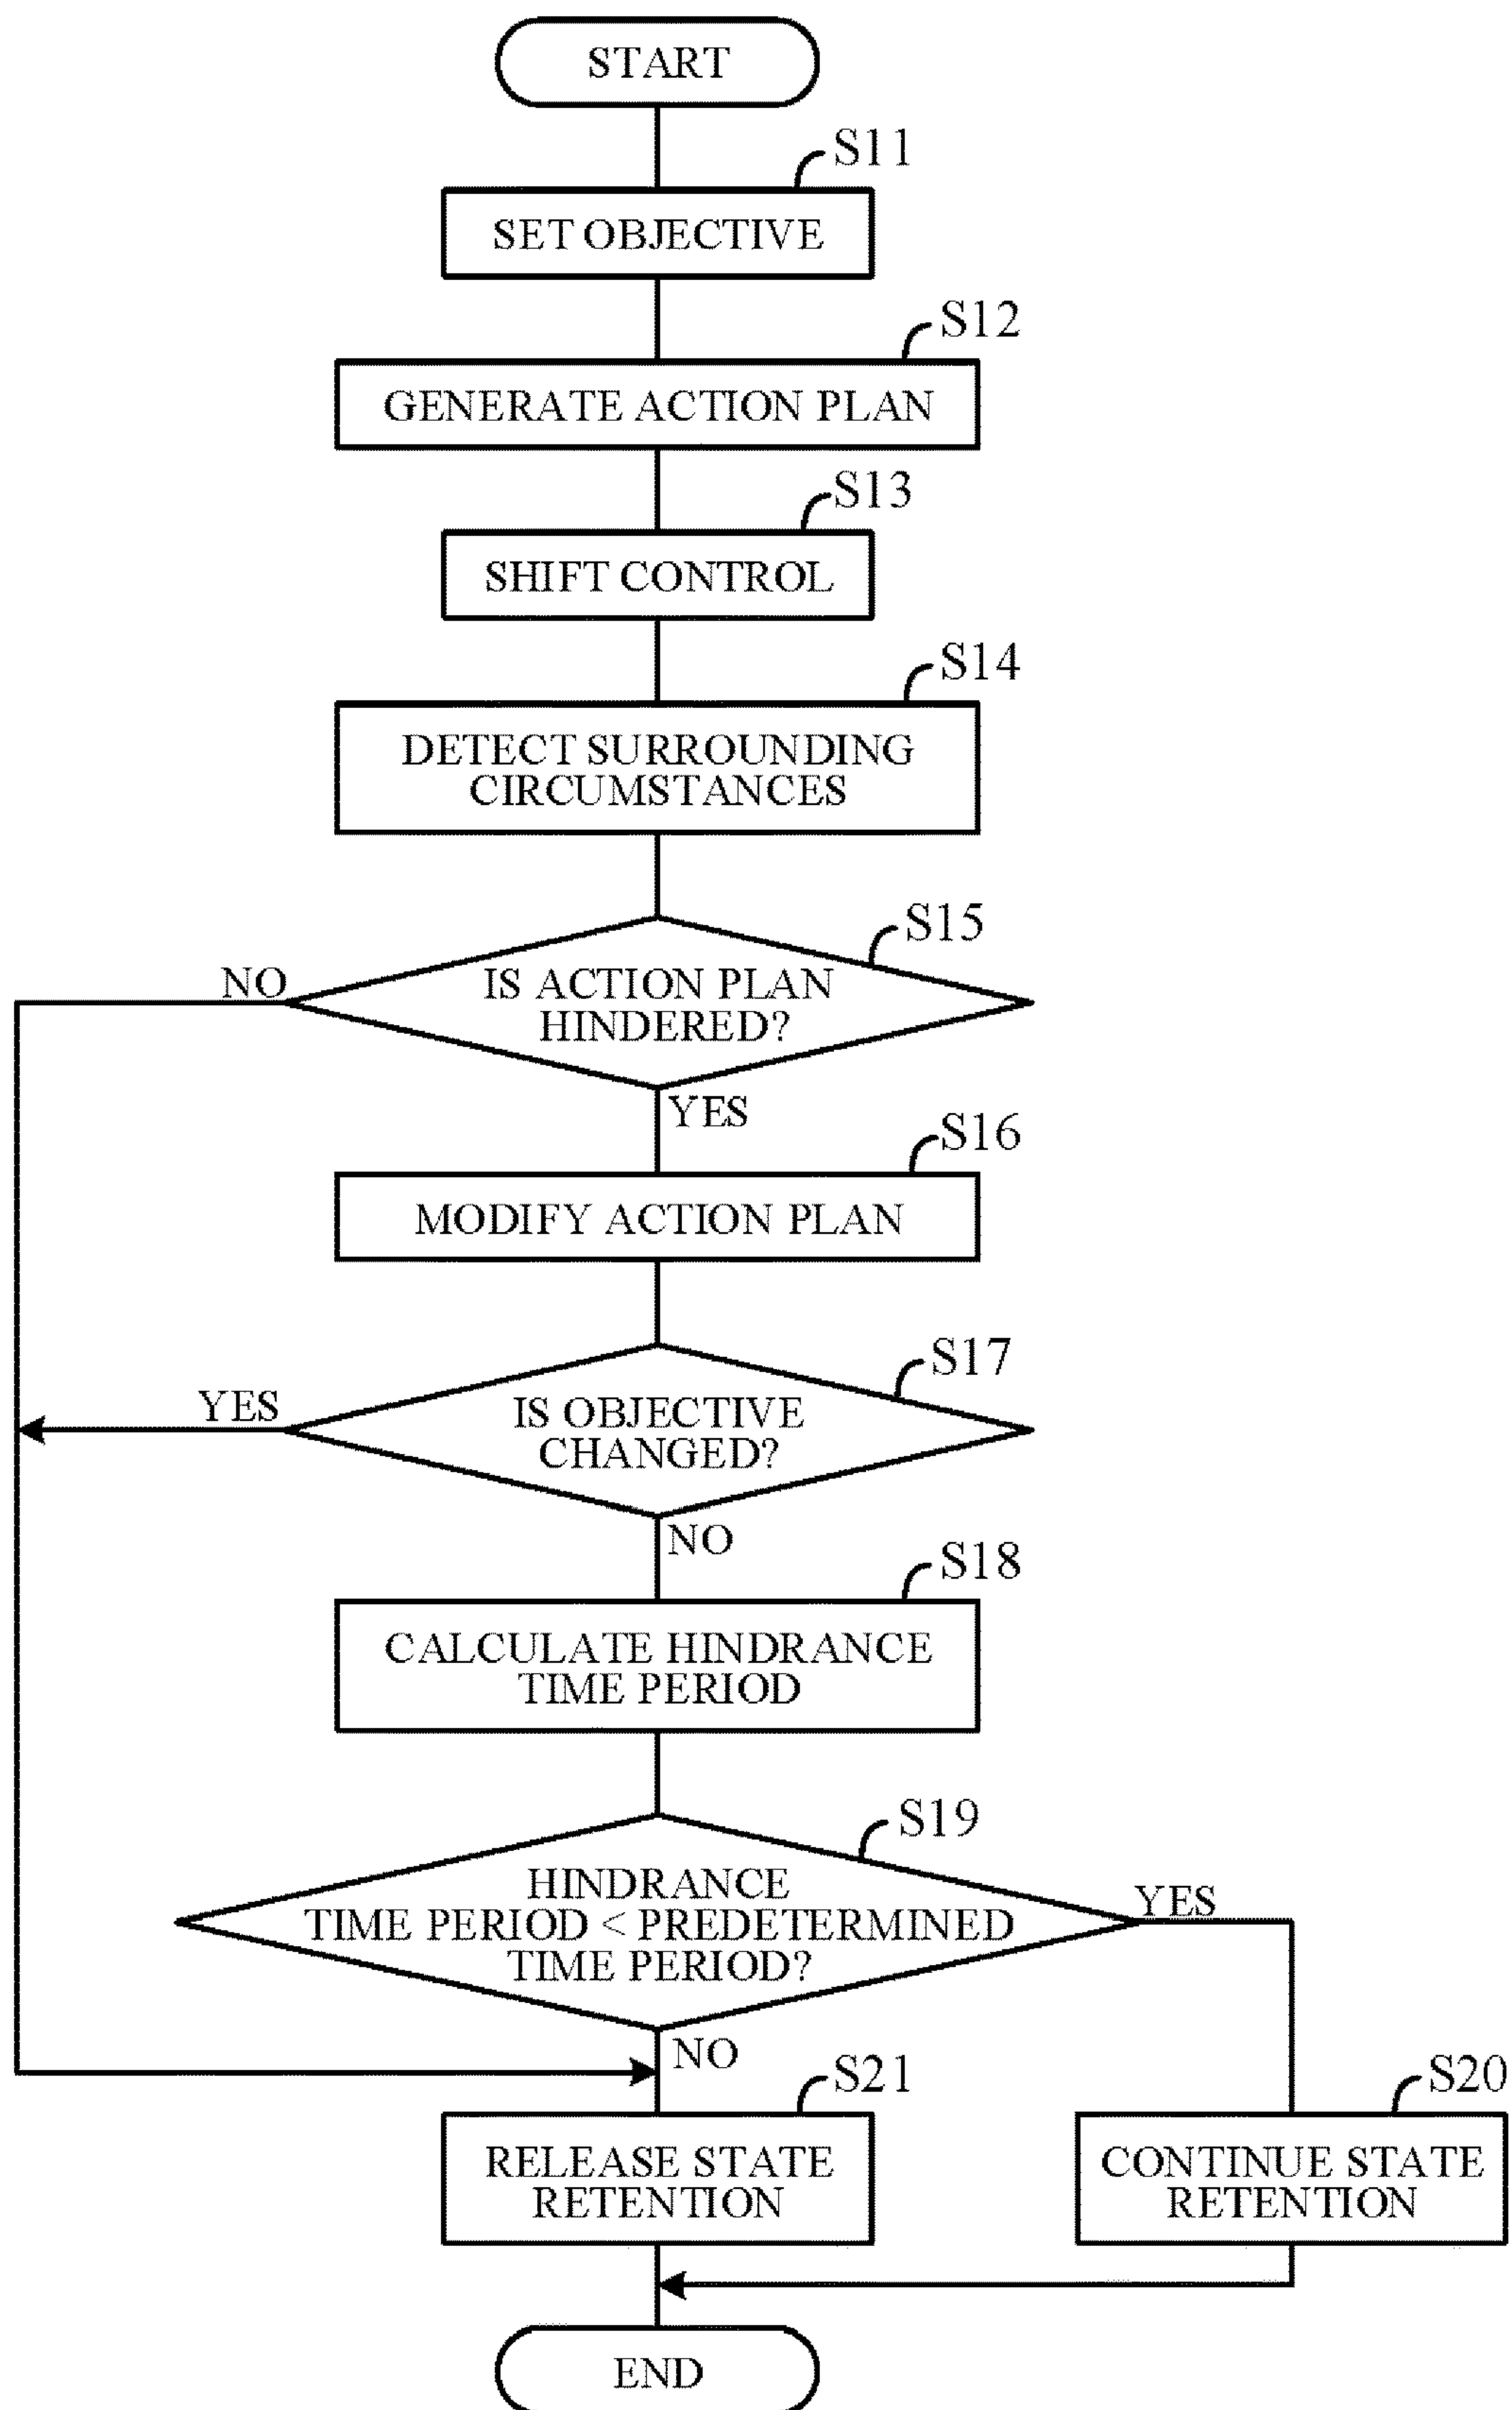 START
S11
SET OBJECTIVE
S12
GENERATE ACTION PLAN
S13
SHIFT CONTROL
S14
DETECT SURROUNDING
CIRCUMSTANCES
S15
NO
IS ACTION PLAN
HINDERED?
YES
S16
MODIFY ACTION PLAN
S17
YES
IS OBJECTIVE
CHANGED?
NO
S18
CALCULATE HINDRANCE
TIME PERIOD
S19
HINDRANCE
TIME PERIOD < PREDETERMINED
TIME PERIOD?
YES
NO
S21
RELEASE STATE
RETENTION
S20
CONTINUE STATE
RETENTION
END